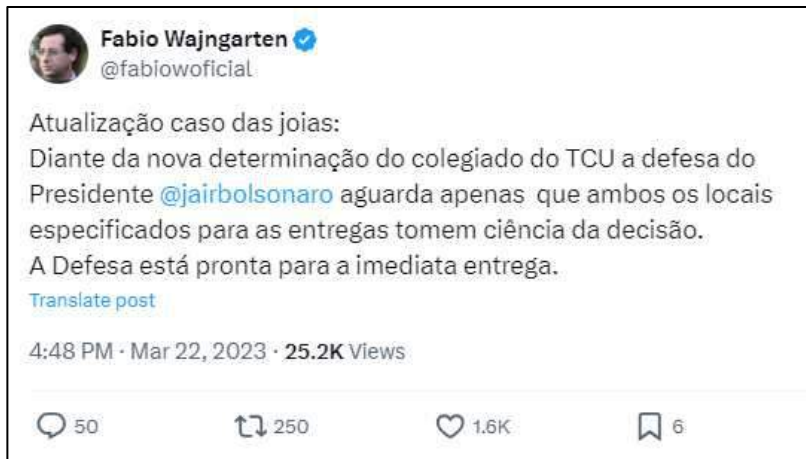 Fabio Wajngarten
@fabiowoficial
Atualização caso das joias:
Diante da nova determinação do colegiado do TCU a defesa do
Presidente @jairbolsonaro aguarda apenas  que ambos os locais
especificados para as entregas tomem ciência da decisão.
A Defesa está pronta para a imediata entrega.
Translate post
4:48 PM · Mar 22, 2023 · 25.2K Views
50 250 1.6K 6